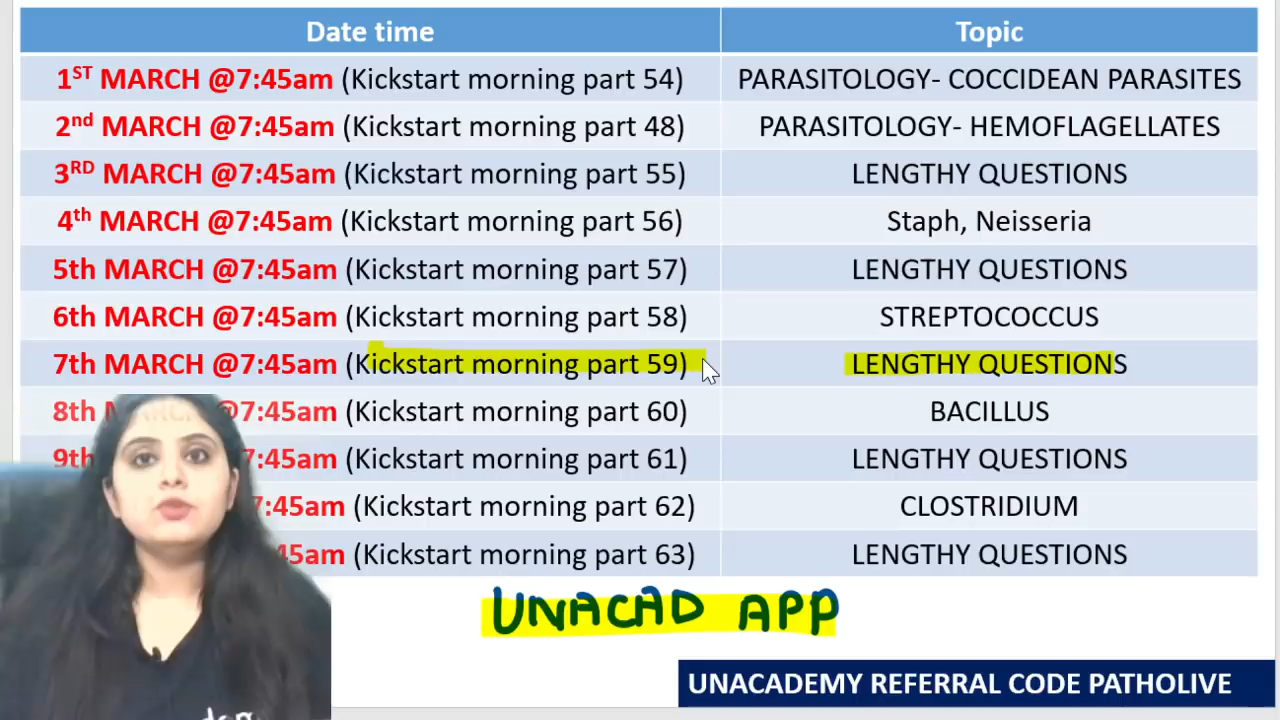 Date time Topic
1ST MARCH @7:45am (Kickstart morning part 54) PARASITOLOGY- COCCIDEAN PARASITES
2nd MARCH @7:45am (Kickstart morning part 48) PARASITOLOGY- HEMOFLAGELLATES
3RD MARCH @7:45am (Kickstart morning part 55) LENGTHY QUESTIONS
4th MARCH @7:45am (Kickstart morning part 56) Staph, Neisseria
5th MARCH @7:45am (Kickstart morning part 57) LENGTHY QUESTIONS
6th MARCH @7:45am (Kickstart morning part 58) STREPTOCOCCUS
7th MARCH @7:45am (Kickstart morning part 59) LENGTHY QUESTIONS
8th MARCH @7:45am (Kickstart morning part 60) BACILLUS
9th :45am (Kickstart morning part 61) LENGTHY QUESTIONS
7:45am (Kickstart morning part 62) CLOSTRIDIUM
45am (Kickstart morning part 63) LENGTHY QUESTIONS
UNACAD APP
UNACADEMY REFERRAL CODE PATHOLIVE